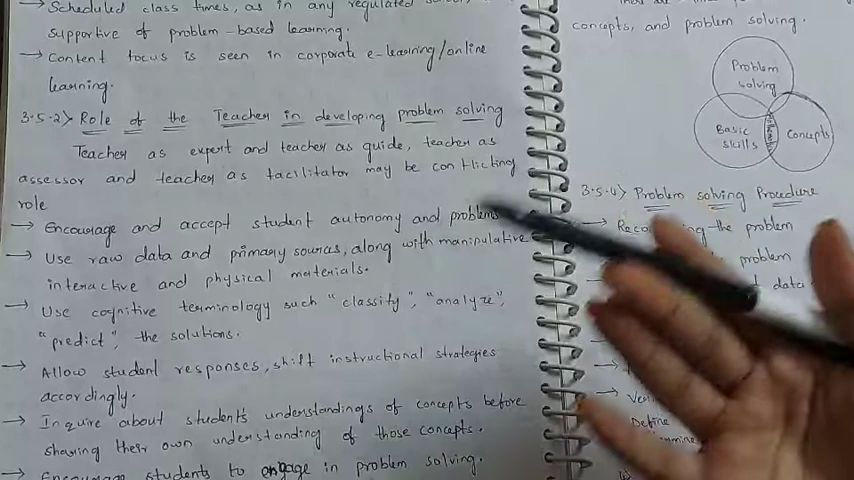 → Scheduled class times, as in any regulated
supportive of problem-based learning.
→ Content focus is seen in corporate e-learning/online
learning.
3.5.2> Role of the Teacher in developing problem solving
Teacher as expert and teacher as guide, teacher as
assessor and teacher as facilitator may be conflicting
role
→ Encourage and accept student autonomy and problems
→ Use raw data and primary sources, along with manipulative
interactive and physical materials.
→ Use cognitive terminology such "classify", "analyze",
"predict", the solutions.
→ Allow student responses, shift instructional strategies
accordingly.
→ Inquire about student's understandings of concepts before
sharing their own understanding of those concepts.
→ Encourage students to engage in problem solving.
concepts, and problem solving.
Problem
solving
Basic
skills
Concepts
3.5.4> Problem solving Procedure
→ the problem
problem
data
→
→
Define